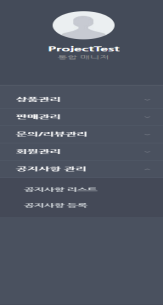 ProjectTest
통합 매니저
상품관리
판매관리
문의/리뷰관리
회원관리
공지사항 관리
공지사항 리스트
공지사항 등록